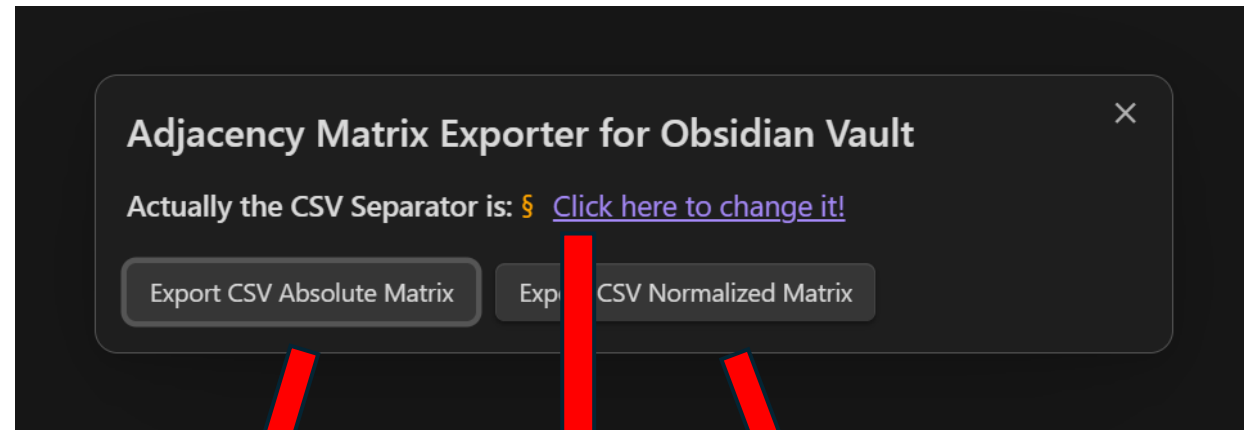 Adjacency Matrix Exporter for Obsidian Vault
Actually the CSV Separator is: § Click here to change it!
Export CSV Absolute Matrix
Export CSV Normalized Matrix